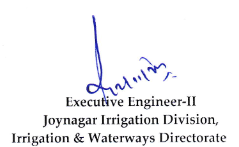 Executive Engineer-II
Joynagar Irrigation Division,
Irrigation & Waterways Directorate